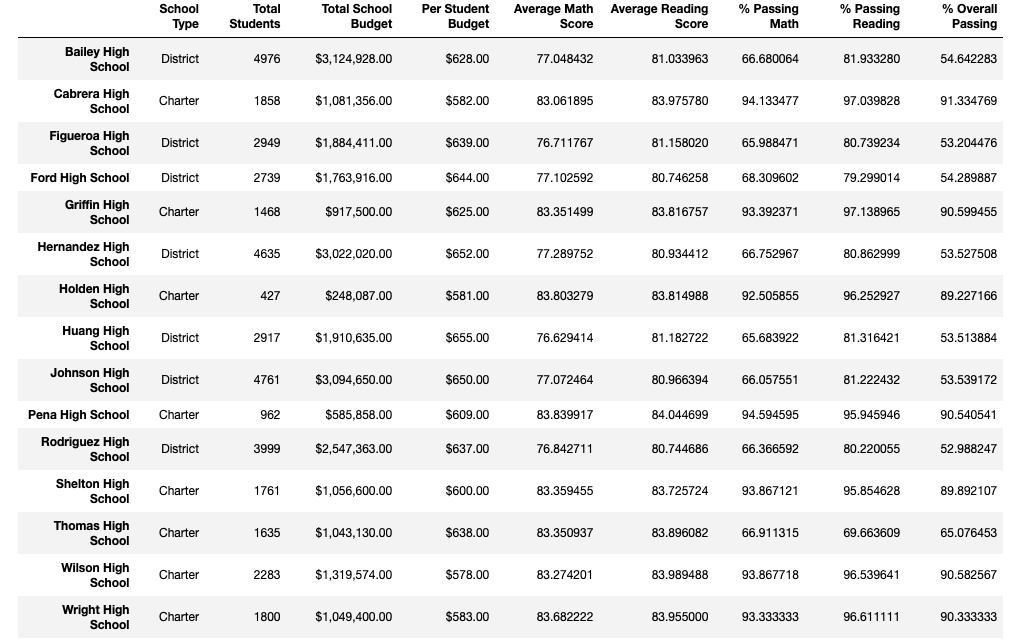 School Type Total Students Total School Budget Per Student Budget Average Math Score Average Reading Score % Passing Math % Passing Reading % Overall Passing
Bailey High School District 4976 $3,124,928.00 $628.00 77.048432 81.033963 66.680064 81.933280 54.642283
Cabrera High School Charter 1858 $1,081,356.00 $582.00 83.061895 83.975780 94.133477 97.039828 91.334769
Figueroa High School District 2949 $1,884,411.00 $639.00 76.711767 81.158020 65.988471 80.739234 53.204476
Ford High School District 2739 $1,763,916.00 $644.00 77.102592 80.746258 68.309602 79.299014 54.289887
Griffin High School Charter 1468 $917,500.00 $625.00 83.351499 83.816757 93.392371 97.138965 90.599455
Hernandez High School District 4635 $3,022,020.00 $652.00 77.289752 80.934412 66.752967 80.862999 53.527508
Holden High School Charter 427 $248,087.00 $581.00 83.803279 83.814988 92.505855 96.252927 89.227166
Huang High School District 2917 $1,910,635.00 $655.00 76.629414 81.182722 65.683922 81.316421 53.513884
Johnson High School District 4761 $3,094,650.00 $650.00 77.072464 80.966394 66.057551 81.222432 53.539172
Pena High School Charter 962 $585,858.00 $609.00 83.839917 84.044699 94.594595 95.945946 90.540541
Rodriguez High School District 3999 $2,547,363.00 $637.00 76.842711 80.744686 66.366592 80.220055 52.988247
Shelton High School Charter 1761 $1,056,600.00 $600.00 83.359455 83.725724 93.867121 95.854628 89.892107
Thomas High School Charter 1635 $1,043,130.00 $638.00 83.350937 83.896082 66.911315 69.663609 65.076453
Wilson High School Charter 2283 $1,319,574.00 $578.00 83.274201 83.989488 93.867718 96.539641 90.582567
Wright High School Charter 1800 $1,049,400.00 $583.00 83.682222 83.955000 93.333333 96.611111 90.333333